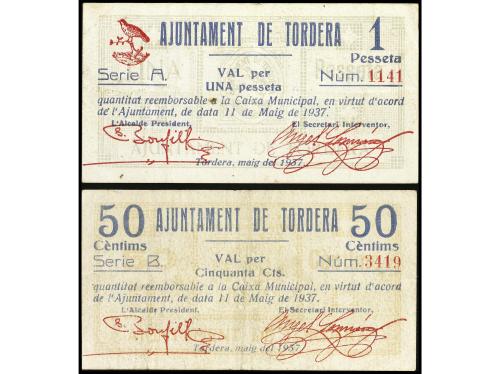 AJUNTAMENT DE TORDERA 1
Pesseta
Serie A. VAL per Núm. 1141
UNA pesseta
quantitat reemborsable a la Caixa Municipal, en virtut d'acord
de l'Ajuntament, de data 11 de Maig de 1937.
L'Alcalde President, El Secretari Interventor,
Tordera, maig del 1937.
50 AJUNTAMENT DE TORDERA 50
Cèntims Cèntims
Serie B. VAL per Núm. 3419
Cinquanta Cts.
quantitat reemborsable a la Caixa Municipal, en virtut d'acord
de l'Ajuntament, de data 11 de Maig de 1937.
L'Alcalde President, El Secretari Interventor,
Tordera, maig del 1937.